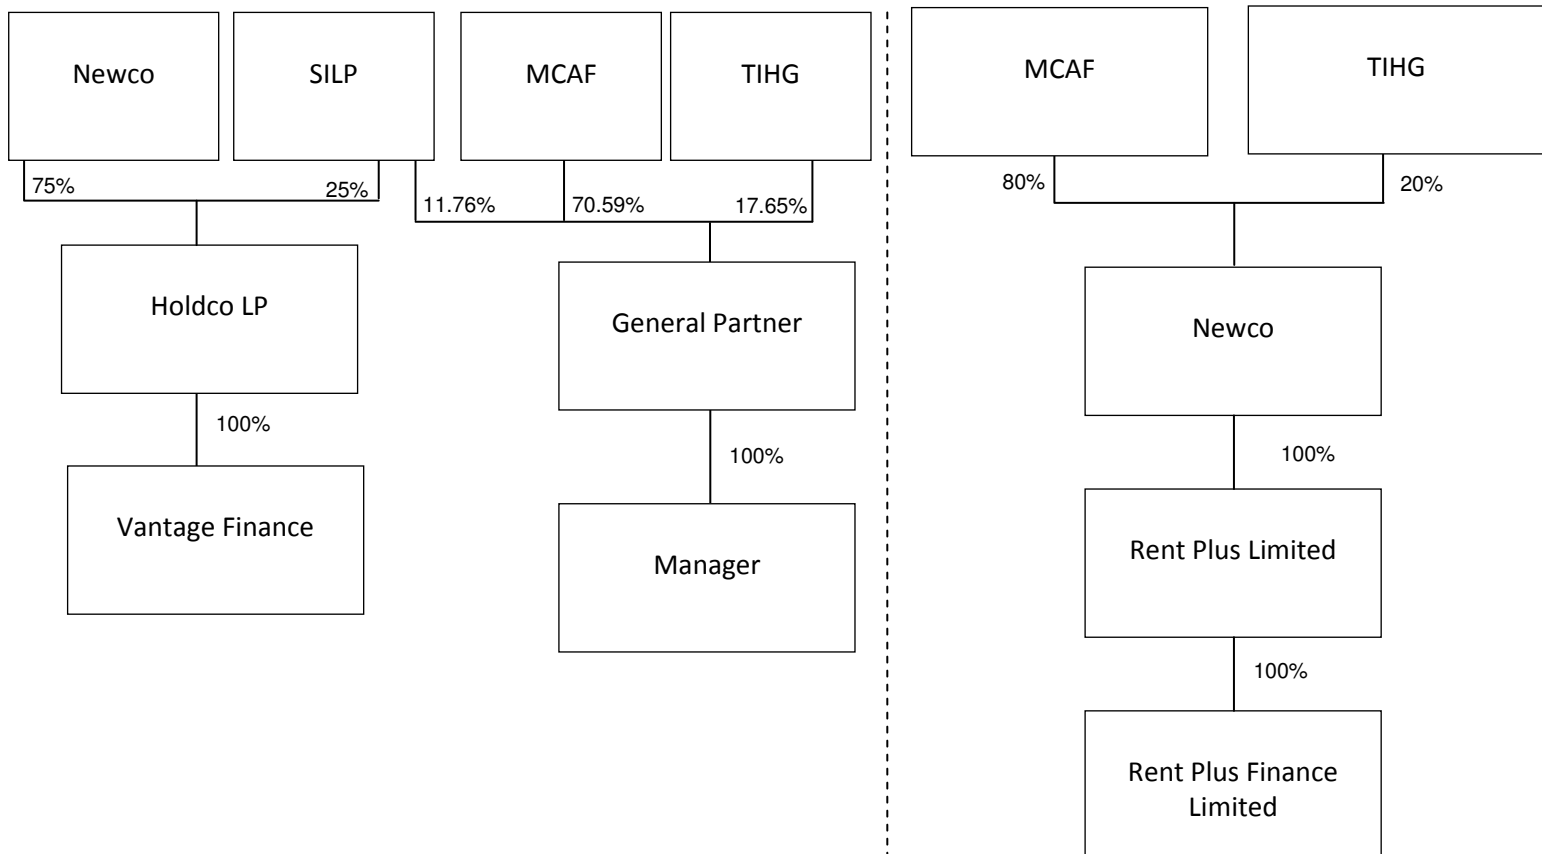 Newco
SILP
MCAF
TIHG
75%
25%
11.76%
70.59%
17.65%
Holdco LP
General Partner
100%
100%
Vantage Finance
Manager
MCAF
TIHG
80%
20%
Newco
100%
Rent Plus Limited
100%
Rent Plus Finance
Limited